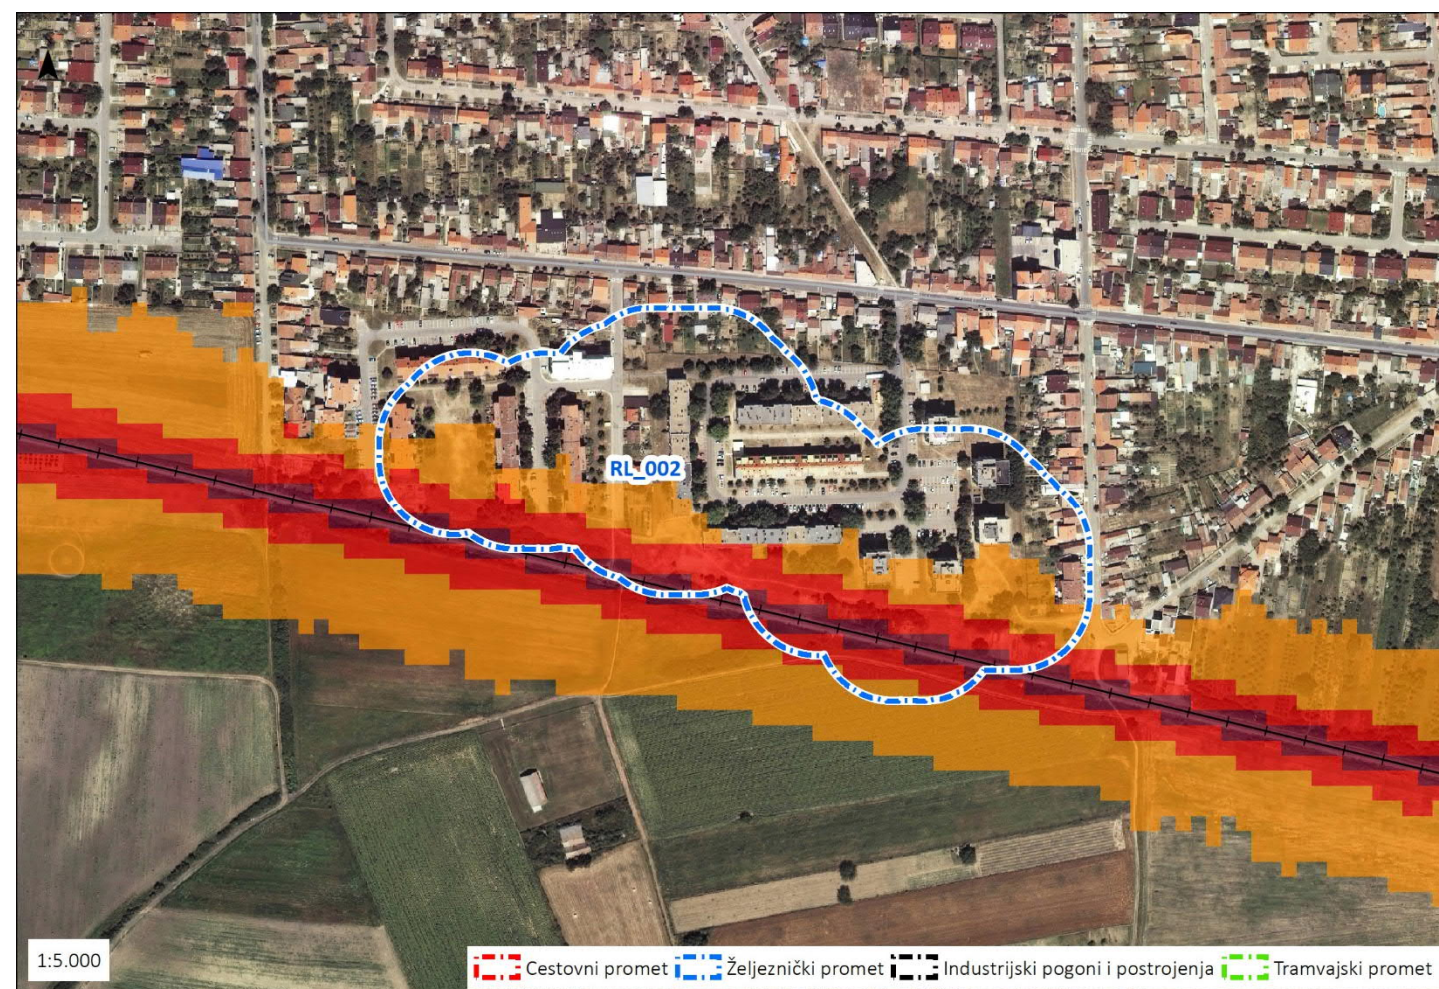 RL_002
1:5.000
Cestovni promet
Željeznički promet
Industrijski pogoni i postrojenja
Tramvajski promet